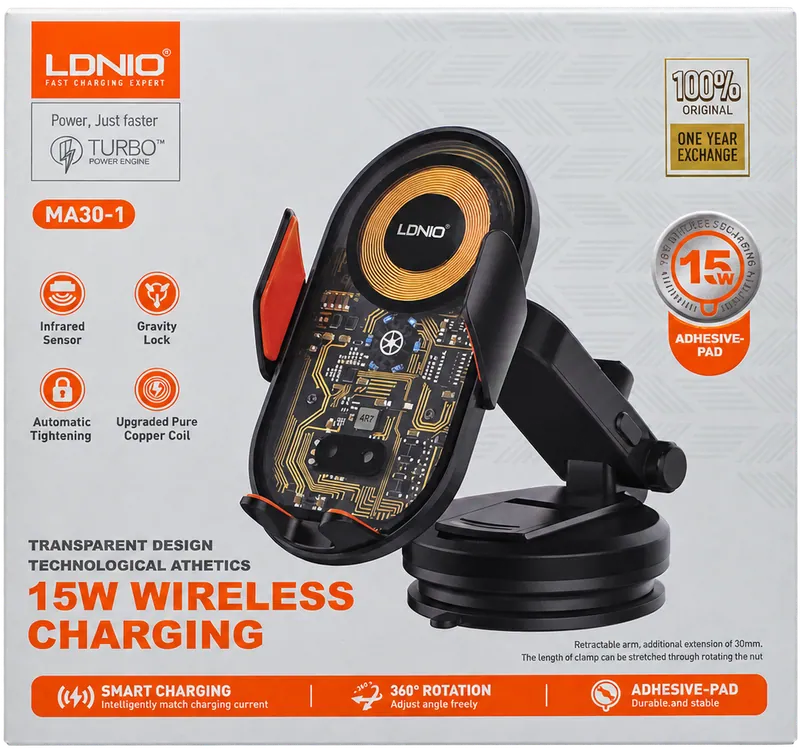 LDNIO®
FAST CHARGING EXPERT
Power, Just faster
TURBO™
POWER ENGINE
MA30-1
100%
ORIGINAL
ONE YEAR
EXCHANGE
15W
ADHESIVE-
PAD
LDNIO®
4R7
Infrared
Sensor
Gravity
Lock
Automatic
Tightening
Upgraded Pure
Copper Coil
TRANSPARENT DESIGN
TECHNOLOGICAL ATHETICS
15W WIRELESS
CHARGING
Retractable arm, additional extension of 30mm.
The length of clamp can be stretched through rotating the nut
SMART CHARGING
Intelligently match charging current
360°
360° ROTATION
Adjust angle freely
ADHESIVE-PAD
Durable.and stable